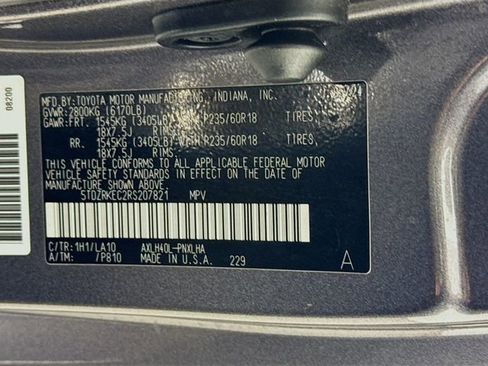 08200
MFD. BY: TOYOTA MOTOR MANUFACTURING, INDIANA, INC.
GVWR: 2800KG (6170LB)
GAWR: FRT. 1545KG (3405LB) WITH P235/60R18 TIRES
18X7.5J RIMS
RR. 1545KG (3405LB) WITH P235/60R18 TIRES
18X7.5J RIMS
THIS VEHICLE CONFORMS TO ALL APPLICABLE FEDERAL MOTOR
VEHICLE SAFETY STANDARDS IN EFFECT ON THE DATE OF
MANUFACTURE SHOWN ABOVE.
5TDZRKEC2RS207821 MPV
C/TR: 1H1/LA10 AXLH40L-PNXLHA
A/TM: /P810 MADE IN U.S.A. 229 A